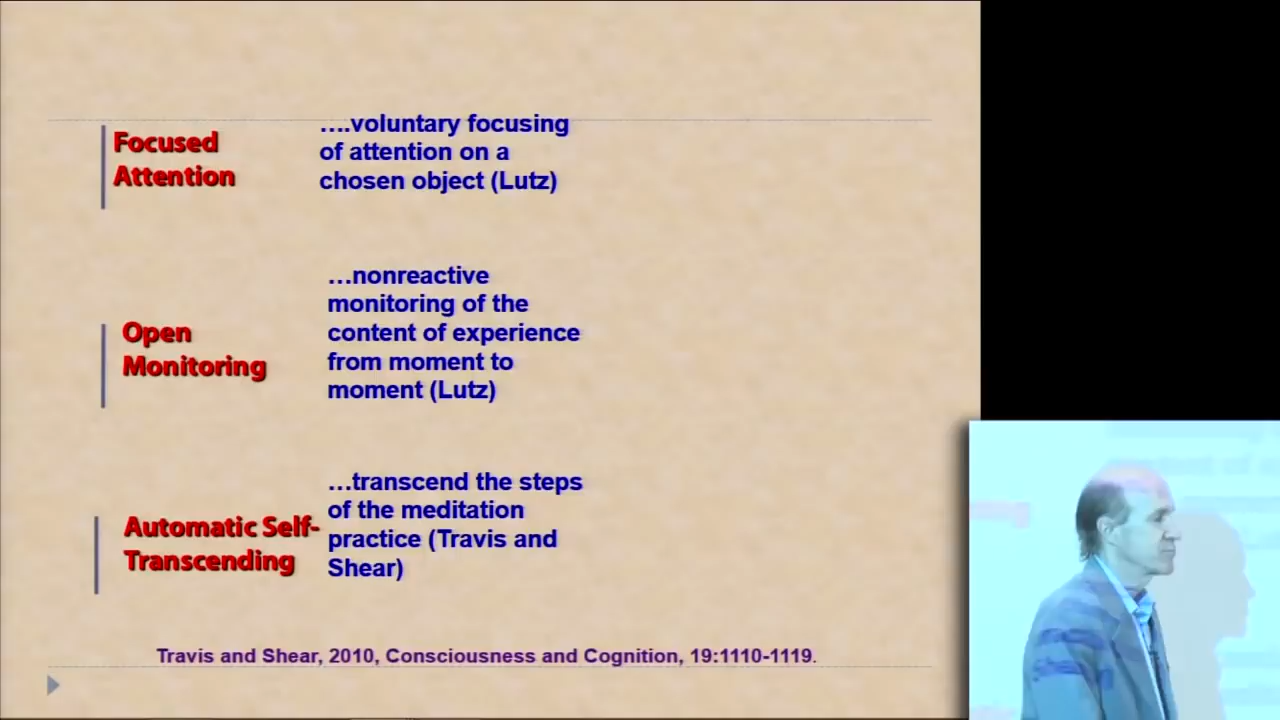 Focused
Attention
....voluntary focusing
of attention on a
chosen object (Lutz)
Open
Monitoring
...nonreactive
monitoring of the
content of experience
from moment to
moment (Lutz)
Automatic Self-
Transcending
...transcend the steps
of the meditation
practice (Travis and
Shear)
Travis and Shear, 2010, Consciousness and Cognition, 19:1110-1119.